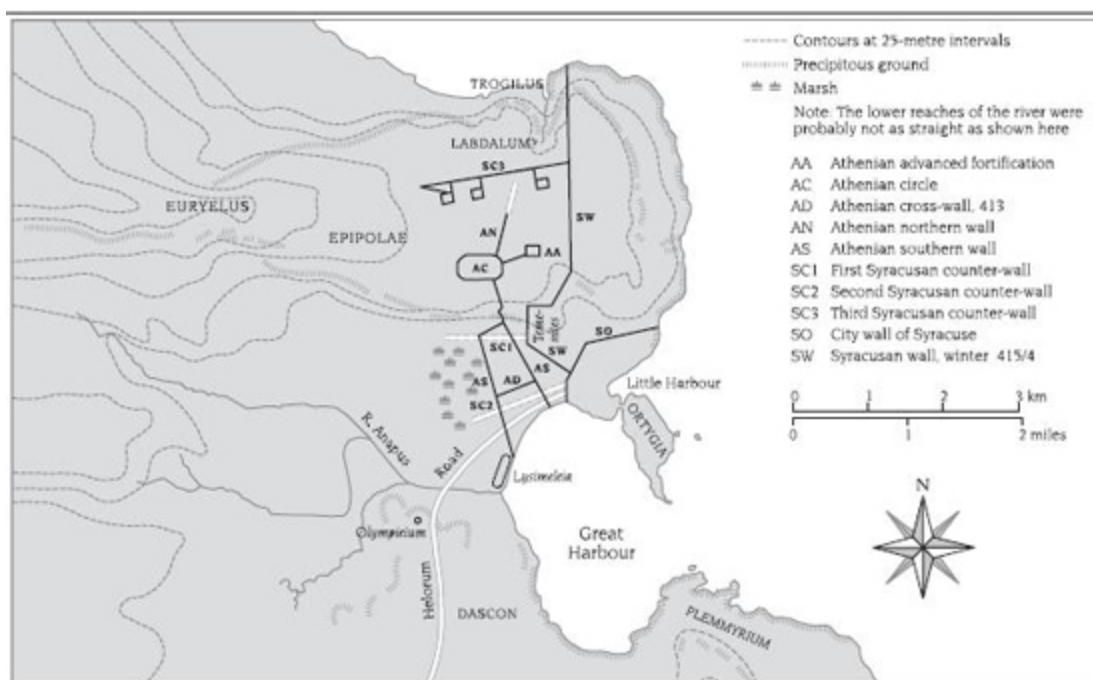 Contours at 25-metre intervals
Precipitous ground
Marsh
Note: The lower reaches of the river were
probably not as straight as shown here
AA Athenian advanced fortification
AC Athenian circle
AD Athenian cross-wall, 413
AN Athenian northern wall
AS Athenian southern wall
SC1 First Syracusan counter-wall
SC2 Second Syracusan counter-wall
SC3 Third Syracusan counter-wall
SO City wall of Syracuse
SW Syracusan wall, winter 415/4
0 1 2 3 km
0 1 2 miles
N
TROGILUS
LABDALUM
SC3
EURYELUS
EPIPOLAE
SW
AN
AA
AC
Teme-
nites
SO
SC1
SW
AS
AS
AD
SC2
Little Harbour
ORTYGIA
R. Anapus
Road
Lysimeleia
Olympieium
Great
Harbour
Helorum
DASCON
PLEMMYRIUM